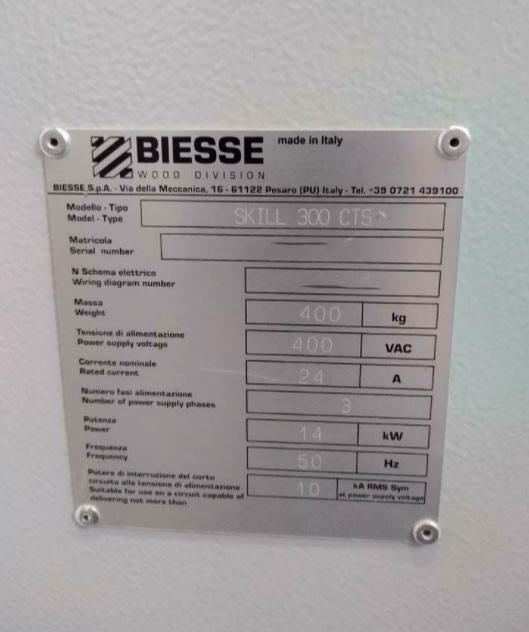 BIESSE made in Italy
WOOD DIVISION
BIESSE S.p.A. - Via della Meccanica, 16 - 61122 Pesaro (PU) Italy - Tel. +39 0721 439100
Modello - Tipo
Model - Type
SKILL 300 CTS
Matricola
Serial number
N Schema elettrico
Wiring diagram number
Massa
Weight
400 kg
Tensione di alimentazione
Power supply voltage
400 VAC
Corrente nominale
Rated current
24 A
Numero fasi alimentazione
Number of power supply phases
3
Potenza
Power
14 kW
Frequenza
Frequency
50 Hz
Potere di interruzione del corto
circuito alla tensione di alimentazione
Suitable for use on a circuit capable of
delivering not more than
10 kA RMS Sym
at power supply voltage